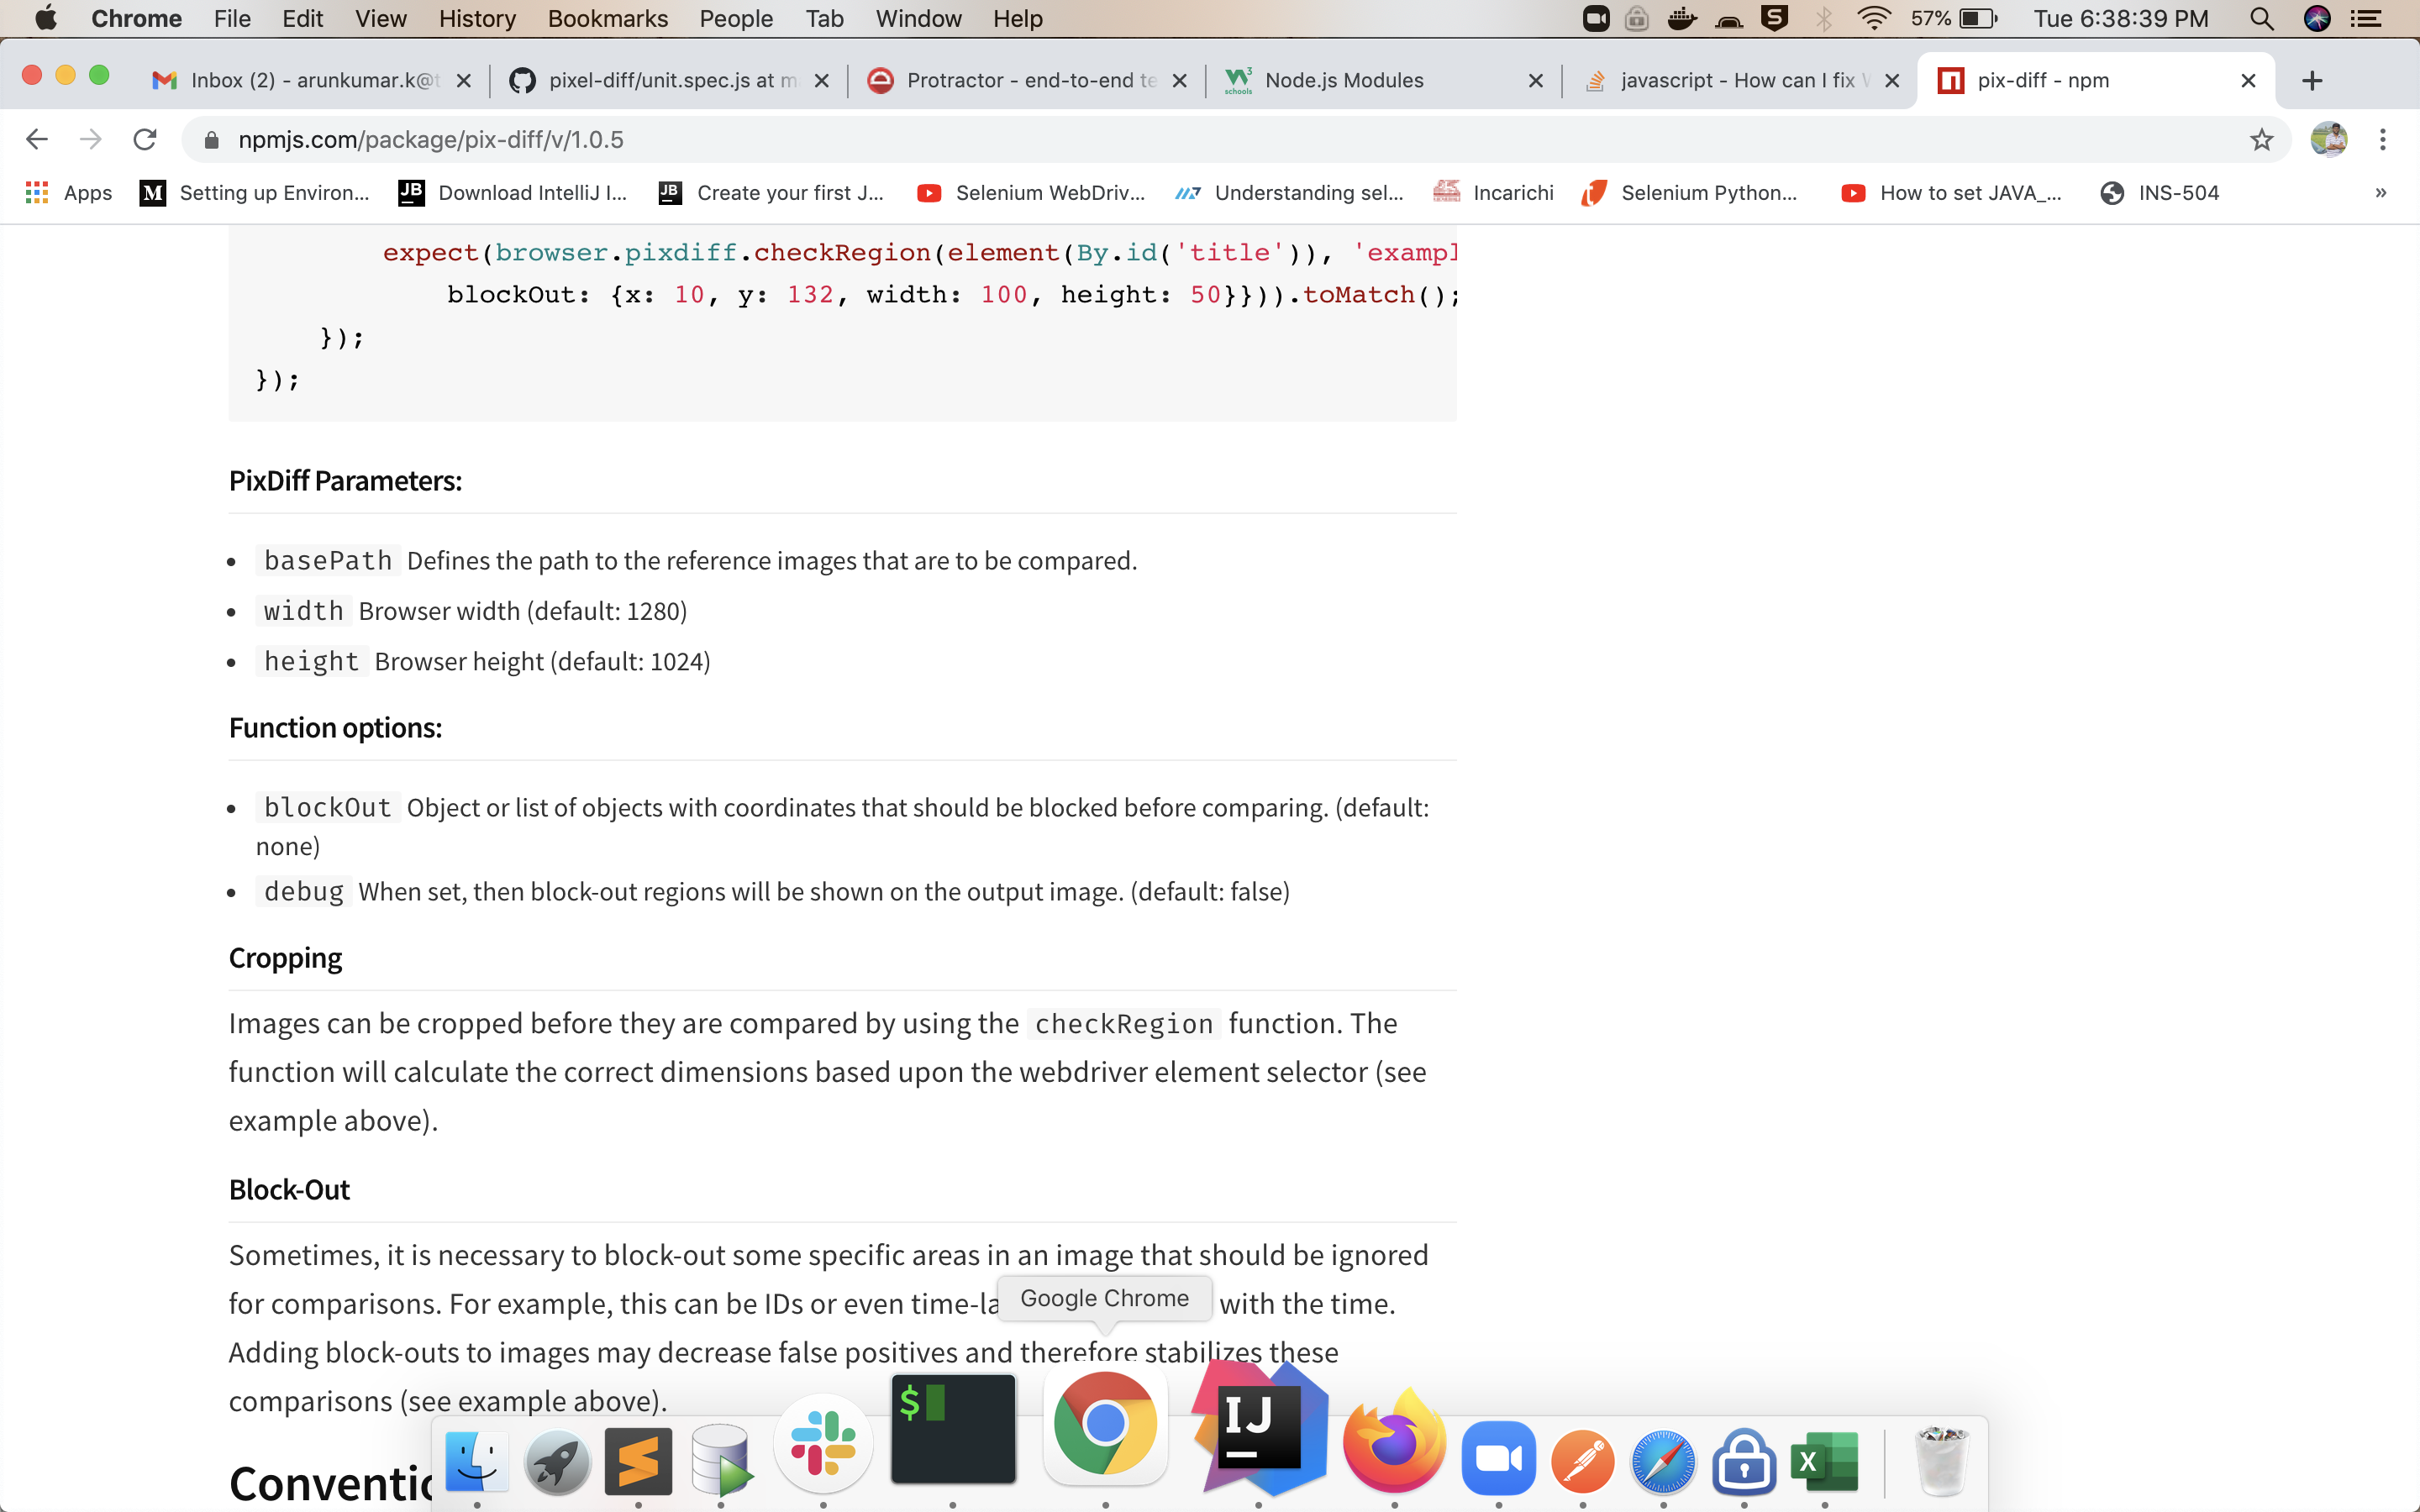 Chrome File Edit View History Bookmarks People Tab Window Help 57% Tue 6:38:39 PM
Inbox (2) - arunkumar.k@t pixel-diff/unit.spec.js at m Protractor - end-to-end te Node.js Modules javascript - How can I fix pix-diff - npm
npmjs.com/package/pix-diff/v/1.0.5
Apps Setting up Environ... Download IntelliJ I... Create your first J... Selenium WebDriv... Understanding sel... Incarichi Selenium Python... How to set JAVA_... INS-504 »
expect(browser.pixdiff.checkRegion(element(By.id('title')), 'exampl
blockOut: {x: 10, y: 132, width: 100, height: 50}})).toMatch();
});
});
PixDiff Parameters:
• basePath Defines the path to the reference images that are to be compared.
• width Browser width (default: 1280)
• height Browser height (default: 1024)
Function options:
• blockOut Object or list of objects with coordinates that should be blocked before comparing. (default:
none)
• debug When set, then block-out regions will be shown on the output image. (default: false)
Cropping
Images can be cropped before they are compared by using the checkRegion function. The
function will calculate the correct dimensions based upon the webdriver element selector (see
example above).
Block-Out
Sometimes, it is necessary to block-out some specific areas in an image that should be ignored
for comparisons. For example, this can be IDs or even time-la with the time.
Google Chrome
Adding block-outs to images may decrease false positives and therefore stabilizes these
comparisons (see example above).
Conventic